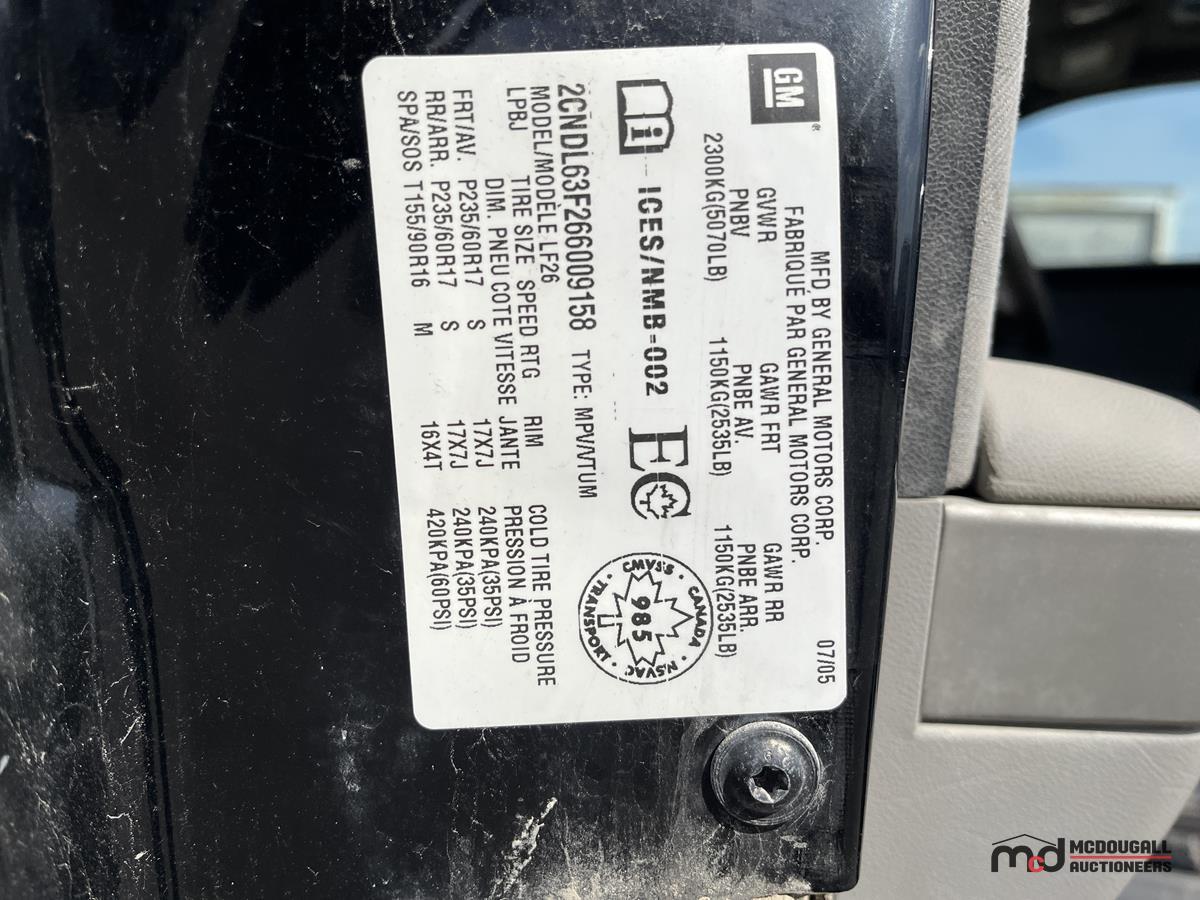 GM
MFD BY GENERAL MOTORS CORP. 07/05
FABRIQUÉ PAR GENERAL MOTORS CORP.
GVWR GAWR FRT GAWR RR
PNBV PNBE AV. PNBE ARR.
2300KG(5070LB) 1150KG(2535LB) 1150KG(2535LB)
i ICES/NMB-002 EC
CANADA · NSVAC · TRANSPORT · CMVSS
985
2CNDL63F266009158 TYPE: MPV/VTUM
MODEL/MODÈLE LF26
LPBJ TIRE SIZE SPEED RTG RIM COLD TIRE PRESSURE
DIM. PNEU COTE VITESSE JANTE PRESSION À FROID
FRT/AV. P235/60R17 S 17X7J 240KPA(35PSI)
RR/ARR. P235/60R17 S 17X7J 240KPA(35PSI)
SPA/SOS T155/90R16 M 16X4T 420KPA(60PSI)
mcd MCDOUGALL
AUCTIONEERS